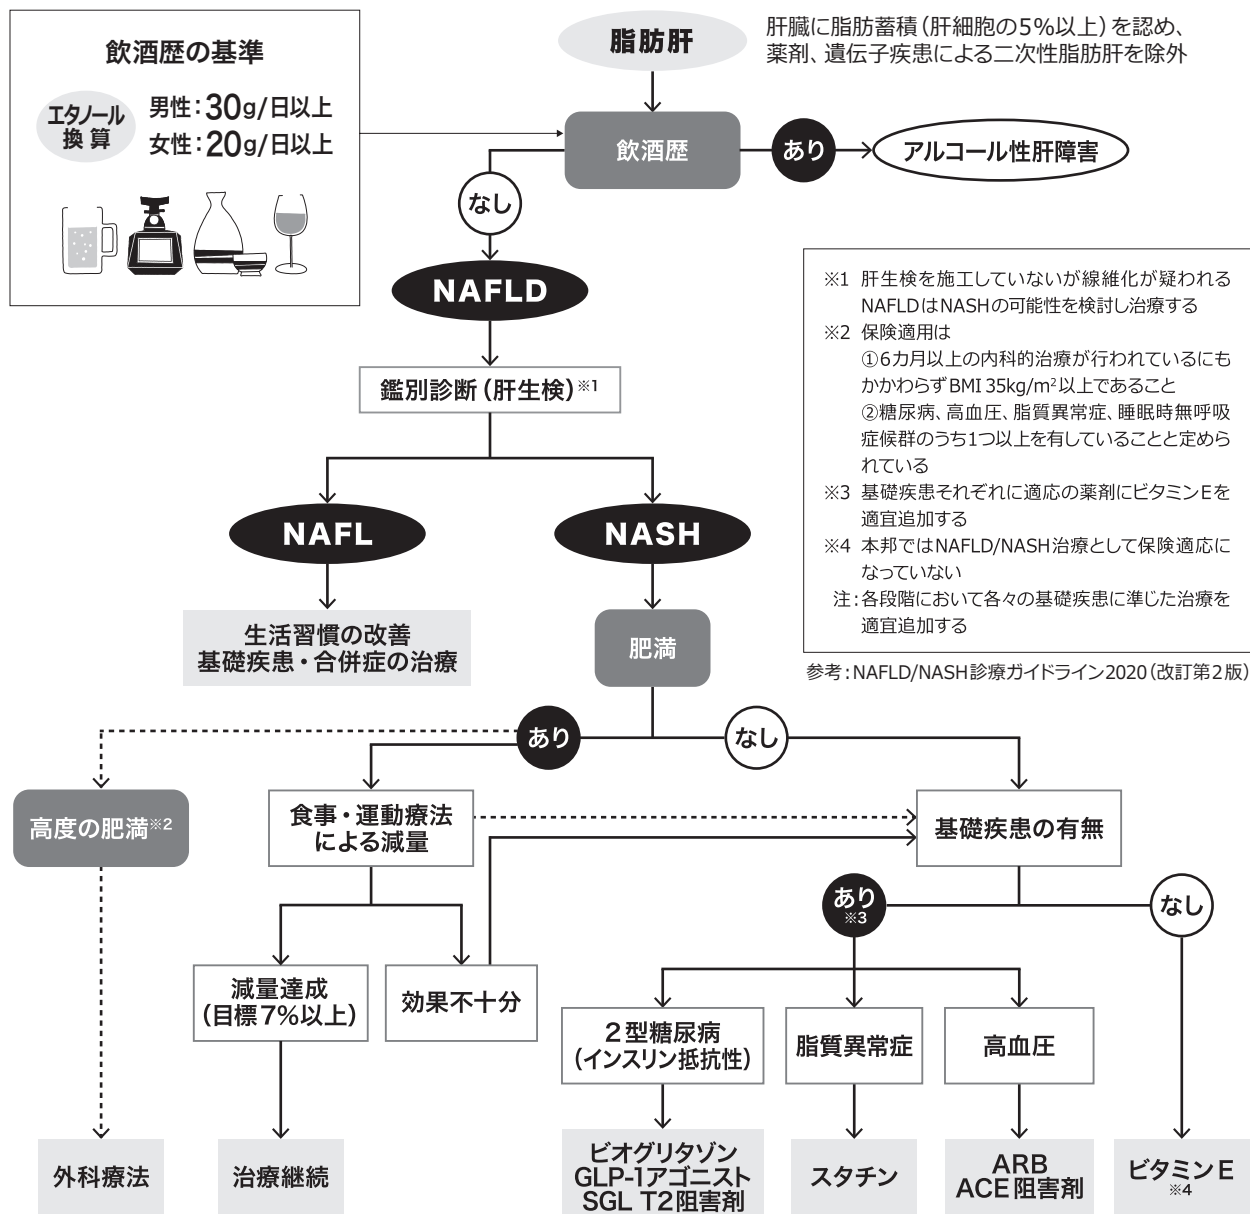 飲酒歴の基準
エタノール
換算
男性:30g/日以上
女性:20g/日以上
脂肪肝
肝臓に脂肪蓄積(肝細胞の5%以上)を認め、
薬剤、遺伝子疾患による二次性脂肪肝を除外
飲酒歴
あり
アルコール性肝障害
なし
NAFLD
鑑別診断(肝生検)※1
NAFL
NASH
生活習慣の改善
基礎疾患・合併症の治療
肥満
※1 肝生検を施工していないが線維化が疑われる
NAFLDはNASHの可能性を検討し治療する
※2 保険適用は
①6カ月以上の内科的治療が行われているにも
かかわらずBMI 35kg/m²以上であること
②糖尿病、高血圧、脂質異常症、睡眠時無呼吸
症候群のうち1つ以上を有していることと定めら
れている
※3 基礎疾患それぞれに適応の薬剤にビタミンEを
適宜追加する
※4 本邦ではNAFLD/NASH治療として保険適応に
なっていない
注:各段階において各々の基礎疾患に準じた治療を
適宜追加する
参考:NAFLD/NASH診療ガイドライン2020(改訂第2版)
あり
なし
高度の肥満※2
食事・運動療法
による減量
基礎疾患の有無
あり
※3
なし
減量達成
(目標7%以上)
効果不十分
2型糖尿病
(インスリン抵抗性)
脂質異常症
高血圧
外科療法
治療継続
ビオグリタゾン
GLP-1アゴニスト
SGL T2阻害剤
スタチン
ARB
ACE阻害剤
ビタミンE
※4